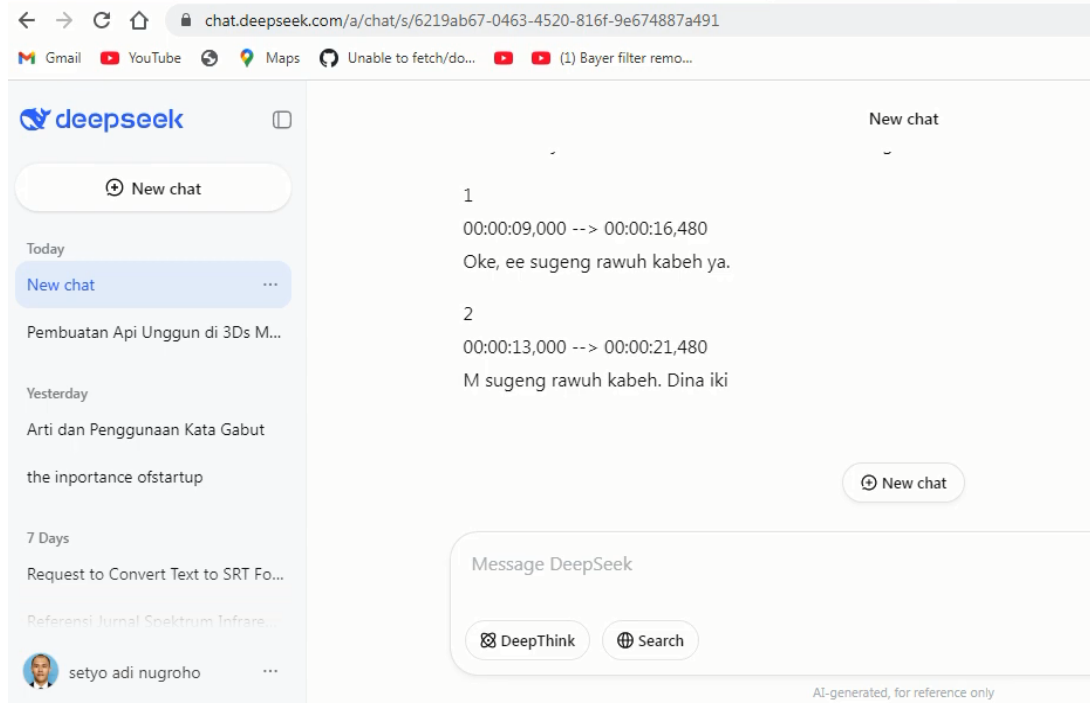 chat.deepseek.com/a/chat/s/6219ab67-0463-4520-816f-9e674887a491
Gmail YouTube Maps Unable to fetch/do... (1) Bayer filter remo...
deepseek
New chat
Today
New chat
Pembuatan Api Unggun di 3Ds M...
Yesterday
Arti dan Penggunaan Kata Gabut
the inportance ofstartup
7 Days
Request to Convert Text to SRT Fo...
Referensi Jurnal Spektrum Infrare...
setyo adi nugroho
New chat
1
00:00:09,000 --> 00:00:16,480
Oke, ee sugeng rawuh kabeh ya.
2
00:00:13,000 --> 00:00:21,480
M sugeng rawuh kabeh. Dina iki
New chat
Message DeepSeek
DeepThink Search
AI-generated, for reference only